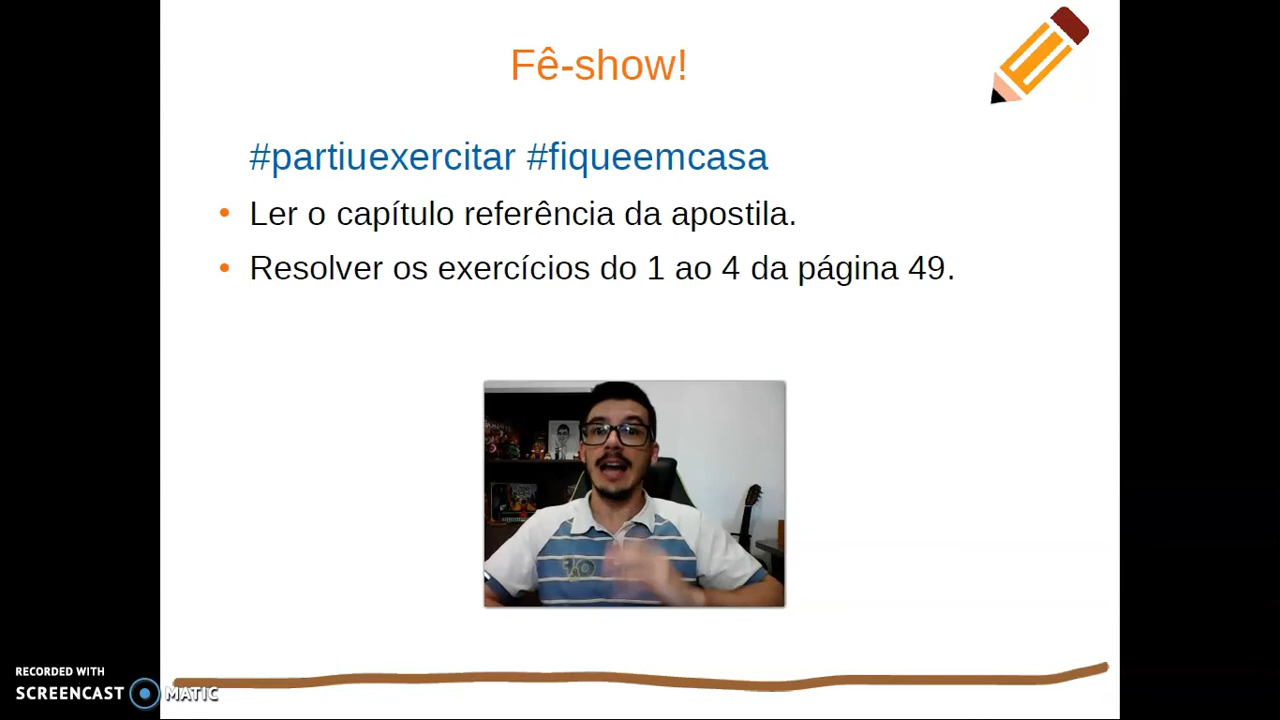 Fê-show!
#partiuexercitar #fiqueemcasa
Ler o capítulo referência da apostila.
Resolver os exercícios do 1 ao 4 da página 49.
RECORDED WITH
SCREENCAST MATIC